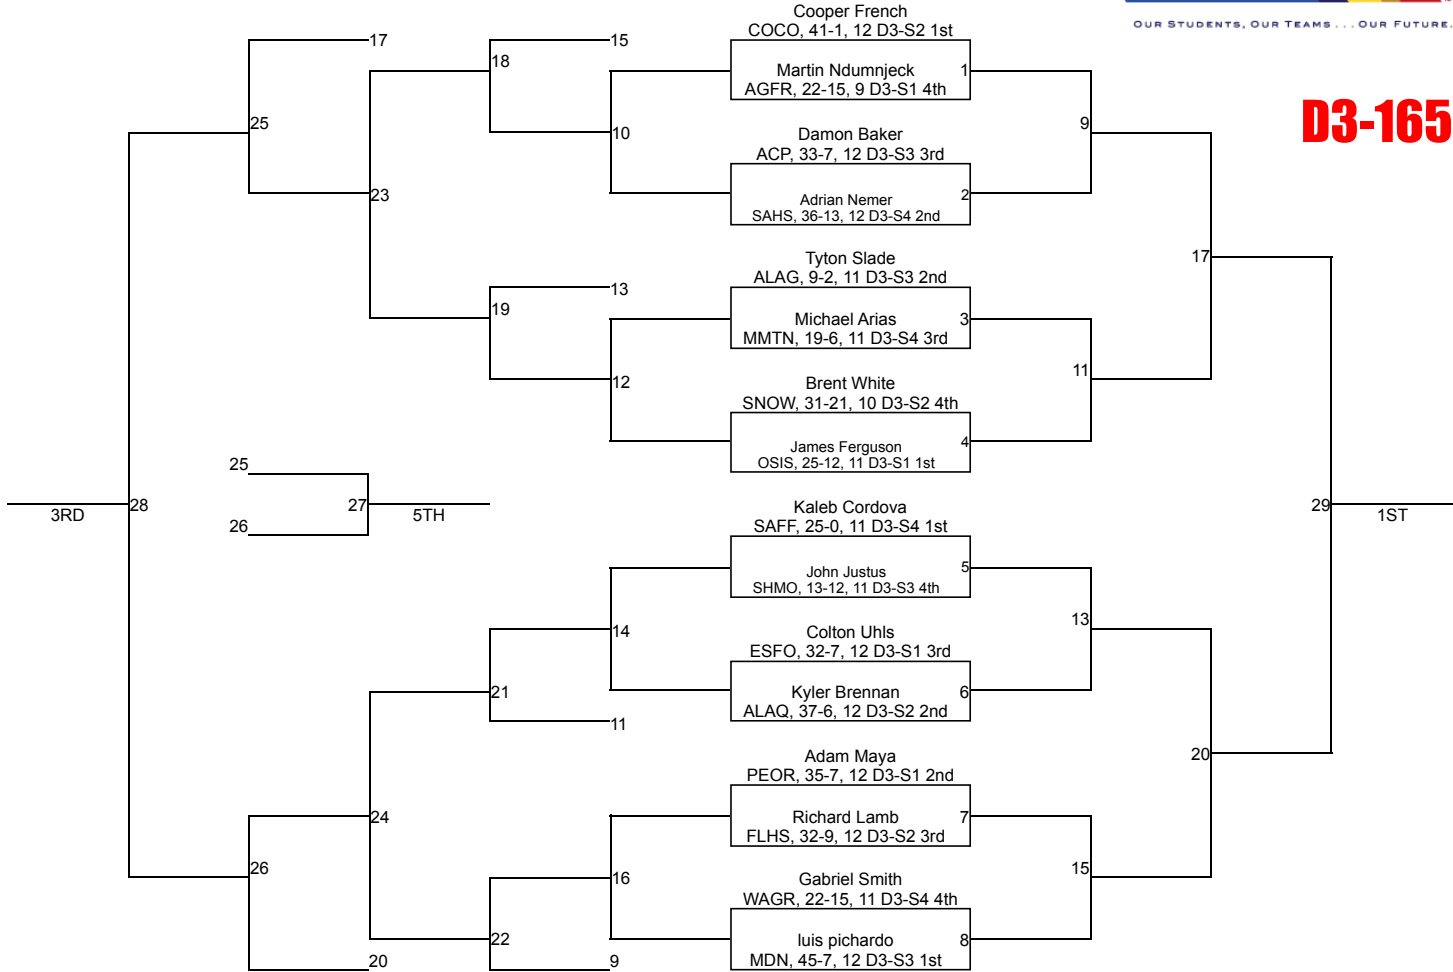 OUR STUDENTS, OUR TEAMS . . . OUR FUTURE.
D3-165
Cooper French
COCO, 41-1, 12 D3-S2 1st
Martin Ndumnjeck
AGFR, 22-15, 9 D3-S1 4th
1
Damon Baker
ACP, 33-7, 12 D3-S3 3rd
Adrian Nemer
SAHS, 36-13, 12 D3-S4 2nd
2
Tyton Slade
ALAG, 9-2, 11 D3-S3 2nd
Michael Arias
MMTN, 19-6, 11 D3-S4 3rd
3
Brent White
SNOW, 31-21, 10 D3-S2 4th
James Ferguson
OSIS, 25-12, 11 D3-S1 1st
4
Kaleb Cordova
SAFF, 25-0, 11 D3-S4 1st
John Justus
SHMO, 13-12, 11 D3-S3 4th
5
Colton Uhls
ESFO, 32-7, 12 D3-S1 3rd
Kyler Brennan
ALAQ, 37-6, 12 D3-S2 2nd
6
Adam Maya
PEOR, 35-7, 12 D3-S1 2nd
Richard Lamb
FLHS, 32-9, 12 D3-S2 3rd
7
Gabriel Smith
WAGR, 22-15, 11 D3-S4 4th
luis pichardo
MDN, 45-7, 12 D3-S3 1st
8
9
11
13
15
17
20
29
1ST
15
10
13
12
14
11
16
9
18
19
21
22
17
23
24
20
25
26
25
26
27
5TH
28
3RD